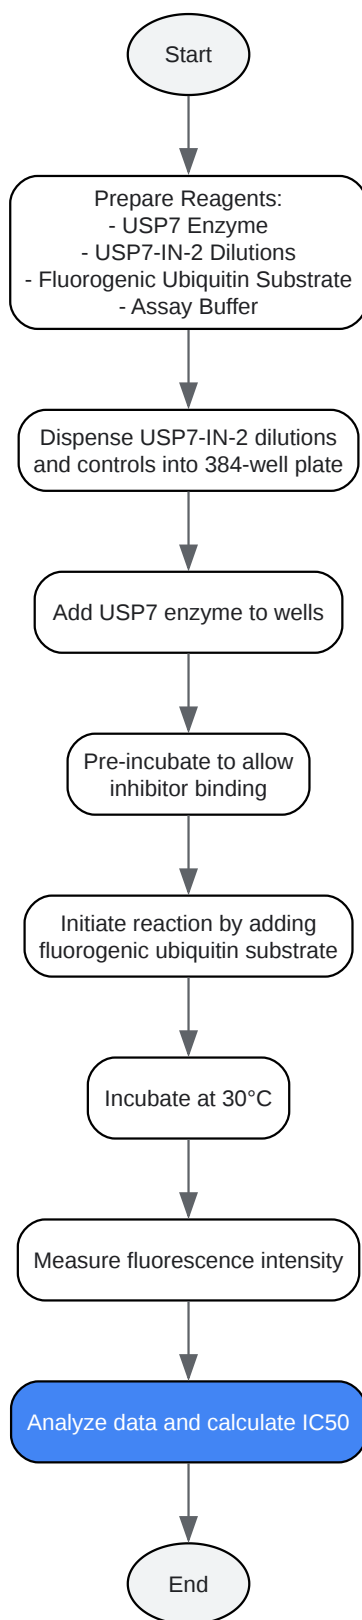 Start
Prepare Reagents:
- USP7 Enzyme
- USP7-IN-2 Dilutions
- Fluorogenic Ubiquitin Substrate
- Assay Buffer
Dispense USP7-IN-2 dilutions
and controls into 384-well plate
Add USP7 enzyme to wells
Pre-incubate to allow
inhibitor binding
Initiate reaction by adding
fluorogenic ubiquitin substrate
Incubate at 30°C
Measure fluorescence intensity
Analyze data and calculate IC50
End